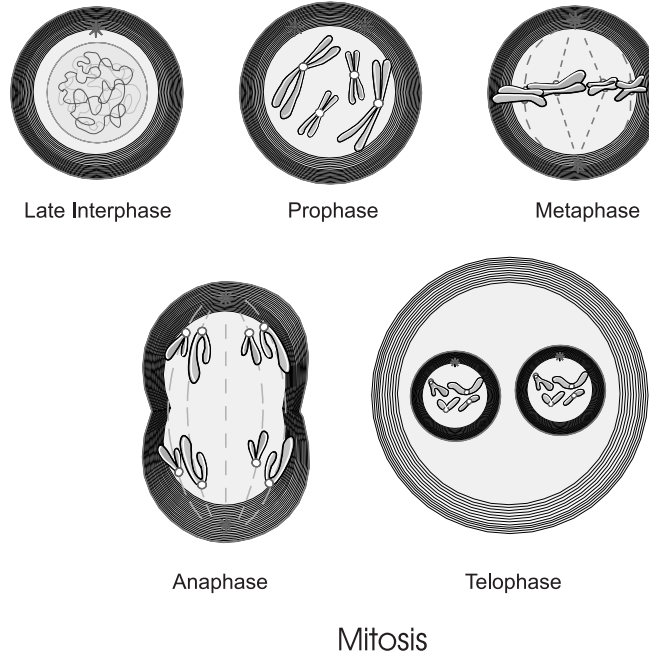 Late Interphase
Prophase
Metaphase
Anaphase
Telophase
Mitosis